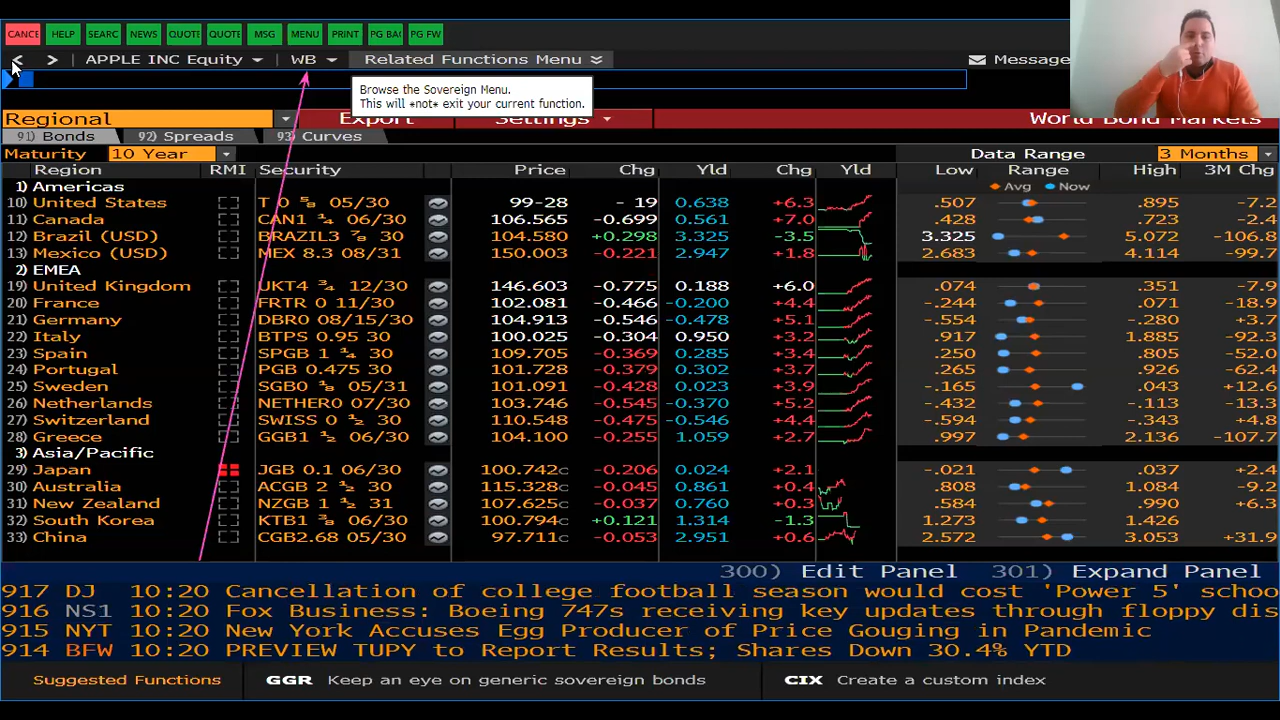 CANCE HELP SEARC NEWS QUOTE QUOTE MSG MENU PRINT PG BAC PG FW
< > APPLE INC Equity WB Related Functions Menu Message
Browse the Sovereign Menu.
This will *not* exit your current function.
Regional Export Settings World Bond Markets
91) Bonds 92) Spreads 93) Curves
Maturity 10 Year Data Range 3 Months
Region RMI Security Price Chg Yld Chg Yld Low Range High 3M Chg
1) Americas Avg Now
10) United States T 0 ⅝ 05/30 99-28 - 19 0.638 +6.3 .507 .895 -7.2
11) Canada CAN1 ¼ 06/30 106.565 -0.699 0.561 +7.0 .428 .723 -2.4
12) Brazil (USD) BRAZIL3 ⅞ 30 104.580 +0.298 3.325 -3.5 3.325 5.072 -106.8
13) Mexico (USD) MEX 8.3 08/31 150.003 -0.221 2.947 +1.8 2.683 4.114 -99.7
2) EMEA
19) United Kingdom UKT4 ¾ 12/30 146.603 -0.775 0.188 +6.0 .074 .351 -7.9
20) France FRTR 0 11/30 102.081 -0.466 -0.200 +4.4 -.244 .071 -18.9
21) Germany DBR0 08/15/30 104.913 -0.546 -0.478 +5.1 -.554 -.280 +3.7
22) Italy BTPS 0.95 30 100.025 -0.304 0.950 +3.2 .917 1.885 -92.3
23) Spain SPGB 1 ¼ 30 109.705 -0.369 0.285 +3.4 .250 .805 -52.0
24) Portugal PGB 0.475 30 101.728 -0.379 0.302 +3.7 .265 .926 -62.4
25) Sweden SGB0 ⅛ 05/31 101.091 -0.428 0.023 +3.9 -.165 .043 +12.6
26) Netherlands NETHER0 07/30 103.746 -0.545 -0.370 +5.2 -.432 -.113 -13.3
27) Switzerland SWISS 0 ½ 30 110.548 -0.475 -0.546 +4.4 -.594 -.343 +4.8
28) Greece GGB1 ½ 06/30 104.100 -0.255 1.059 +2.7 .997 2.136 -107.7
3) Asia/Pacific
29) Japan JGB 0.1 06/30 100.742c -0.206 0.024 +2.1 -.021 .037 +2.4
30) Australia ACGB 2 ½ 30 115.328c -0.045 0.861 +0.4 .808 1.084 -9.2
31) New Zealand NZGB 1 ½ 31 107.625c -0.037 0.760 +0.3 .584 .990 +6.3
32) South Korea KTB1 ⅜ 06/30 100.794c +0.121 1.314 -1.3 1.273 1.426
33) China CGB2.68 05/30 97.711c -0.053 2.951 +0.6 2.572 3.053 +31.9
300) Edit Panel 301) Expand Panel
917 DJ 10:20 Cancellation of college football season would cost 'Power 5' schoo
916 NS1 10:20 Fox Business: Boeing 747s receiving key updates through floppy dis
915 NYT 10:20 New York Accuses Egg Producer of Price Gouging in Pandemic
914 BFW 10:20 PREVIEW TUPY to Report Results; Shares Down 30.4% YTD
Suggested Functions GGR Keep an eye on generic sovereign bonds CIX Create a custom index